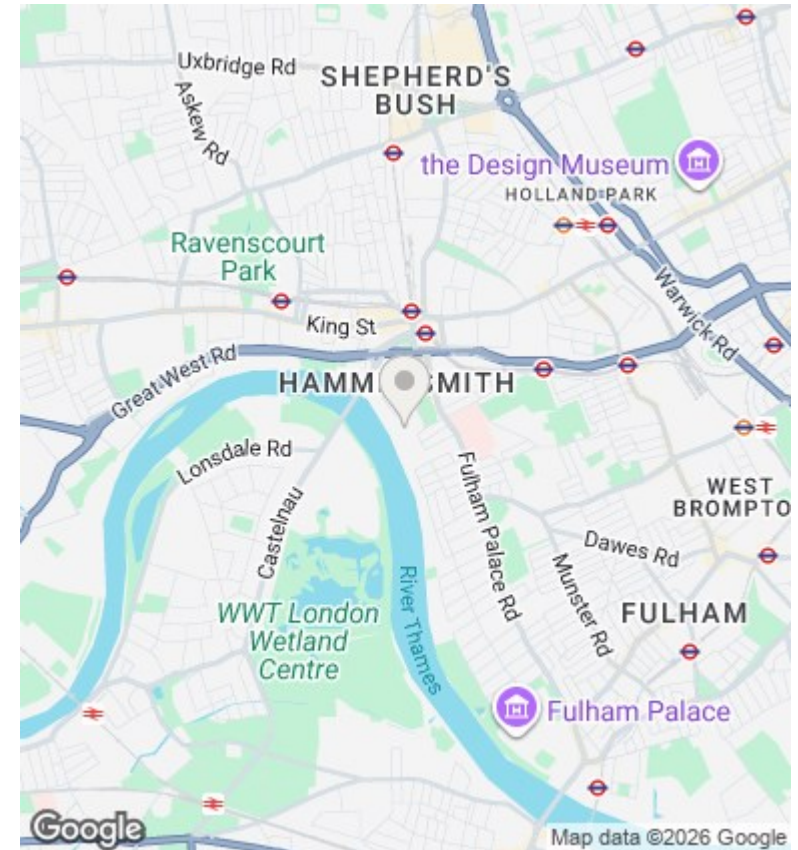 Uxbridge Rd
SHEPHERD'S
BUSH
Askew Rd
the Design Museum
HOLLAND PARK
Ravenscourt
Park
Warwick Rd
King St
Great West Rd
HAMM SMITH
Lonsdale Rd
Castelnau
Fulham Palace Rd
WEST
BROMPTO
Dawes Rd
Munster Rd
River Thames
WWT London
Wetland
Centre
FULHAM
Fulham Palace
Google
Map data ©2026 Google